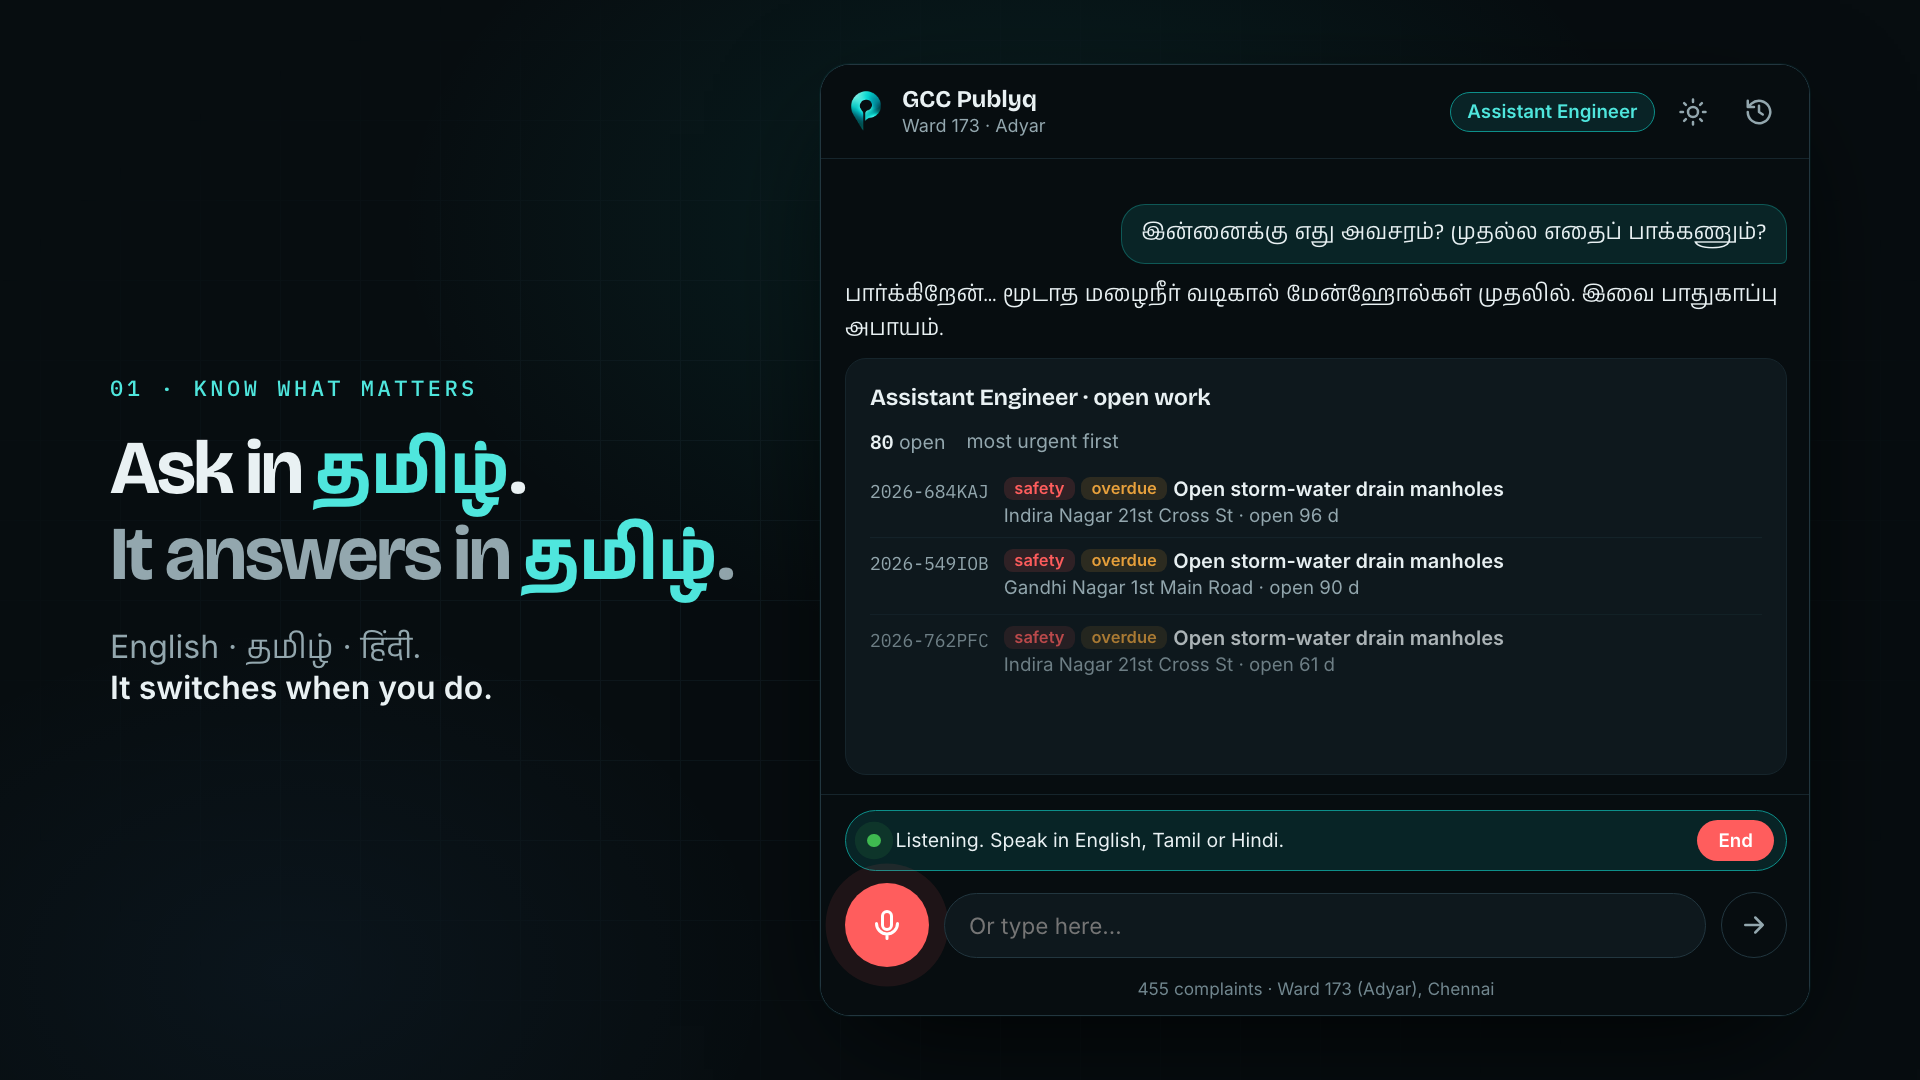 01 · KNOW WHAT MATTERS
Ask in தமிழ்.
It answers in தமிழ்.
English · தமிழ் · हिंदी.
It switches when you do.
GCC Publyq
Ward 173 · Adyar
Assistant Engineer
இன்னைக்கு எது அவசரம்? முதல்ல எதைப் பாக்கணும்?
பார்க்கிறேன்... மூடாத மழைநீர் வடிகால் மேன்ஹோல்கள் முதலில். இவை பாதுகாப்பு
அபாயம்.
Assistant Engineer · open work
80 open most urgent first
2026-684KAJ safety overdue Open storm-water drain manholes
Indira Nagar 21st Cross St · open 96 d
2026-549IOB safety overdue Open storm-water drain manholes
Gandhi Nagar 1st Main Road · open 90 d
2026-762PFC safety overdue Open storm-water drain manholes
Indira Nagar 21st Cross St · open 61 d
Listening. Speak in English, Tamil or Hindi.
End
Or type here...
455 complaints · Ward 173 (Adyar), Chennai